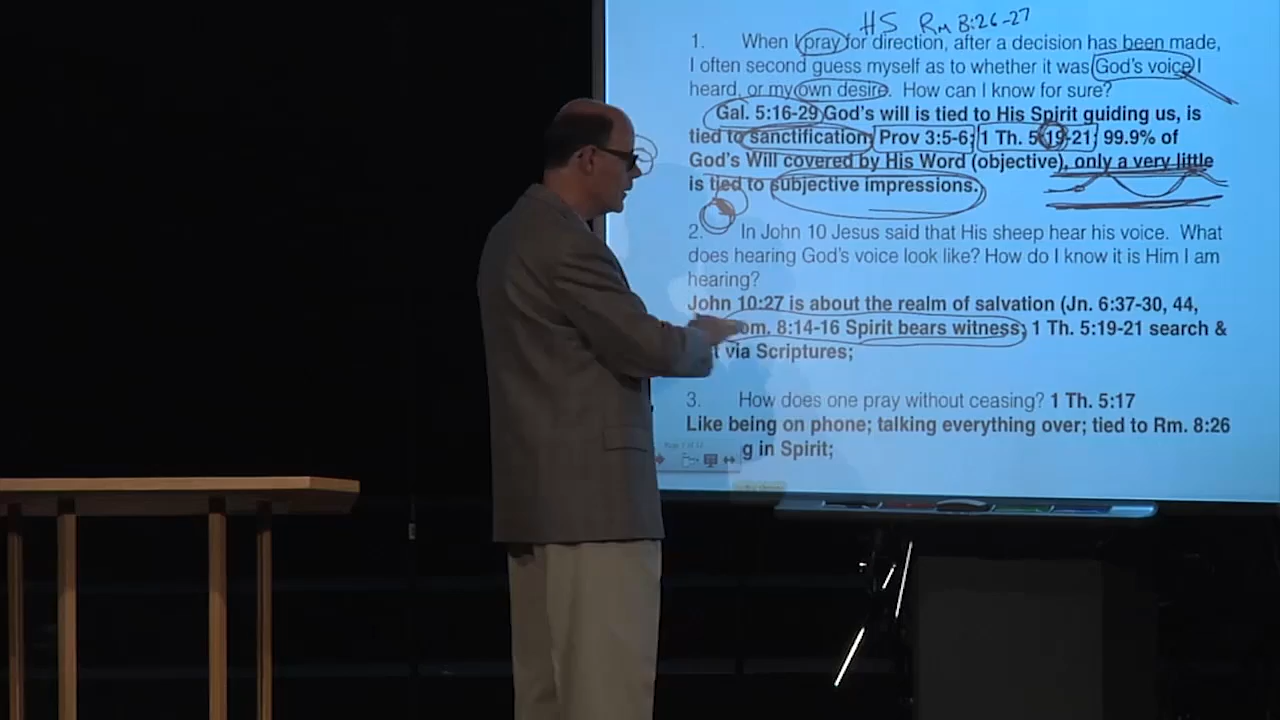 HS Rm 8:26-27
1. When I pray for direction, after a decision has been made,
I often second guess myself as to whether it was God's voice I
heard, or my own desire. How can I know for sure?
Gal. 5:16-29 God's will is tied to His Spirit guiding us, is
tied to sanctification; Prov 3:5-6; 1 Th. 5:19-21; 99.9% of
God's Will covered by His Word (objective), only a very little
is tied to subjective impressions.
2. In John 10 Jesus said that His sheep hear his voice. What
does hearing God's voice look like? How do I know it is Him I am
hearing?
John 10:27 is about the realm of salvation (Jn. 6:37-30, 44,
om. 8:14-16 Spirit bears witness, 1 Th. 5:19-21 search &
t via Scriptures;
3. How does one pray without ceasing? 1 Th. 5:17
Like being on phone; talking everything over; tied to Rm. 8:26
g in Spirit;